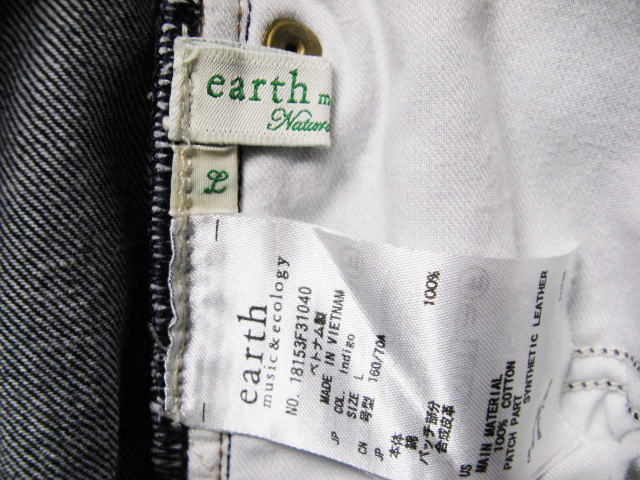 earth m
Natur
L
earth
music & ecology
NO. 18153F31040
ベトナム製
MADE IN VIETNAM
JP COL. Indigo
SIZE L
CN 号型 160/70A
JP 本体
綿 100%
パッチ部分
合成皮革
US MAIN MATERIAL
100% COTTON
PATCH PART SYNTHETIC LEATHER